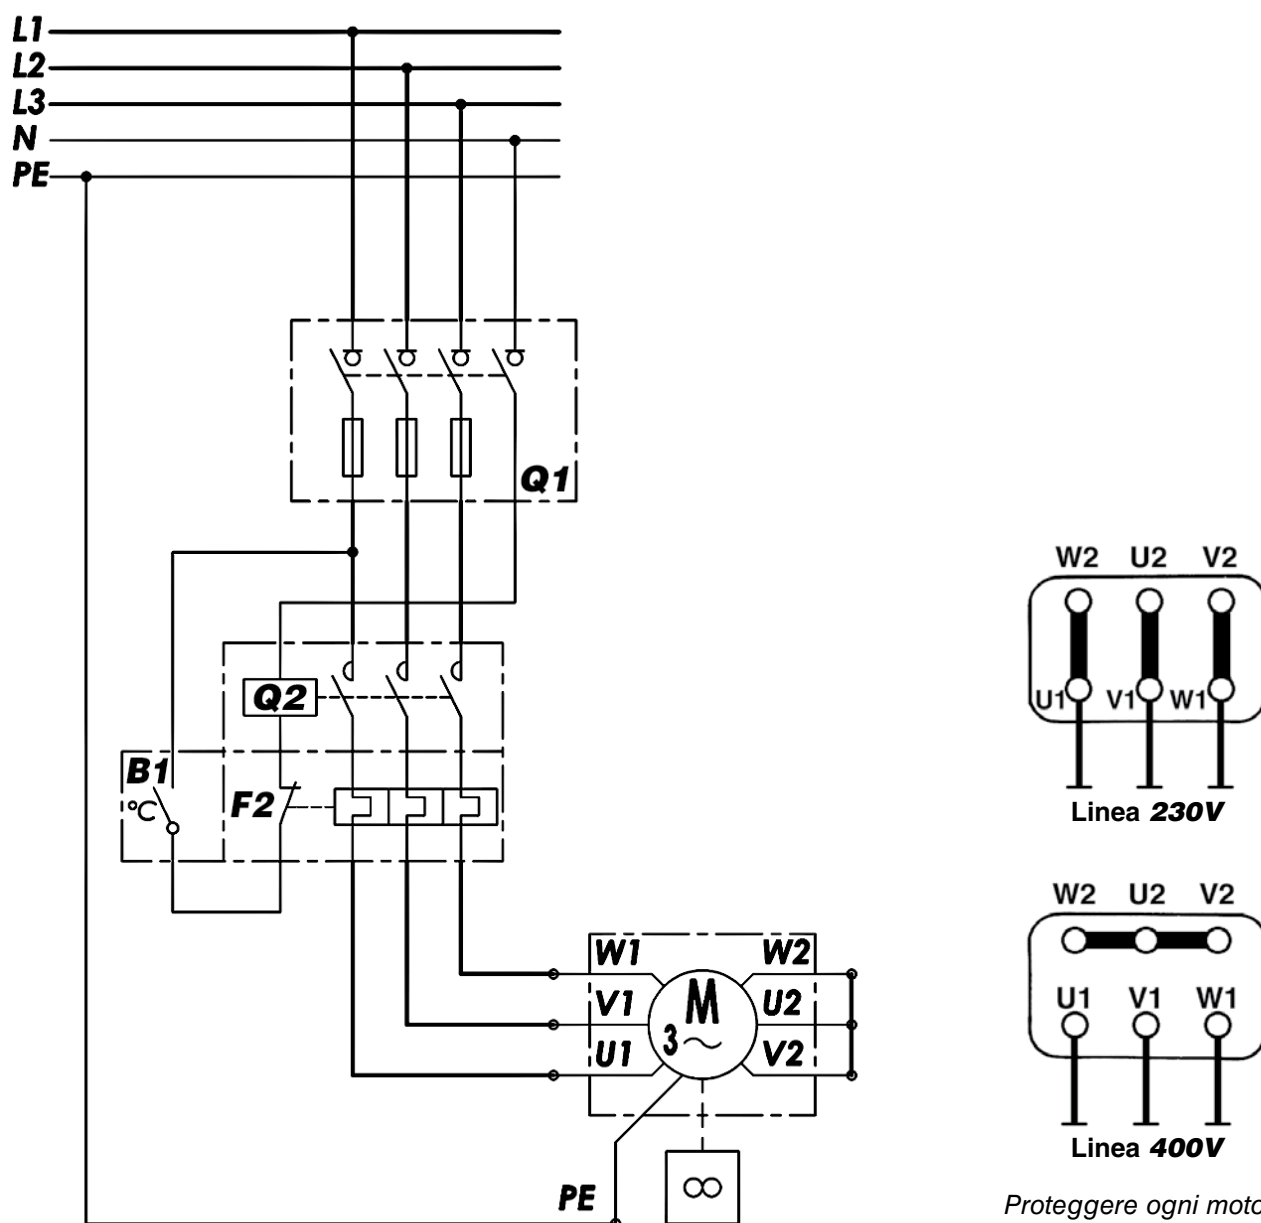 L1
L2
L3
N
PE
Q1
Q2
B1
°C
F2
W1 W2
V1 M U2
3~
U1 V2
PE
W2 U2 V2
U1 V1 W1
Linea 230V
W2 U2 V2
U1 V1 W1
Linea 400V
Proteggere ogni